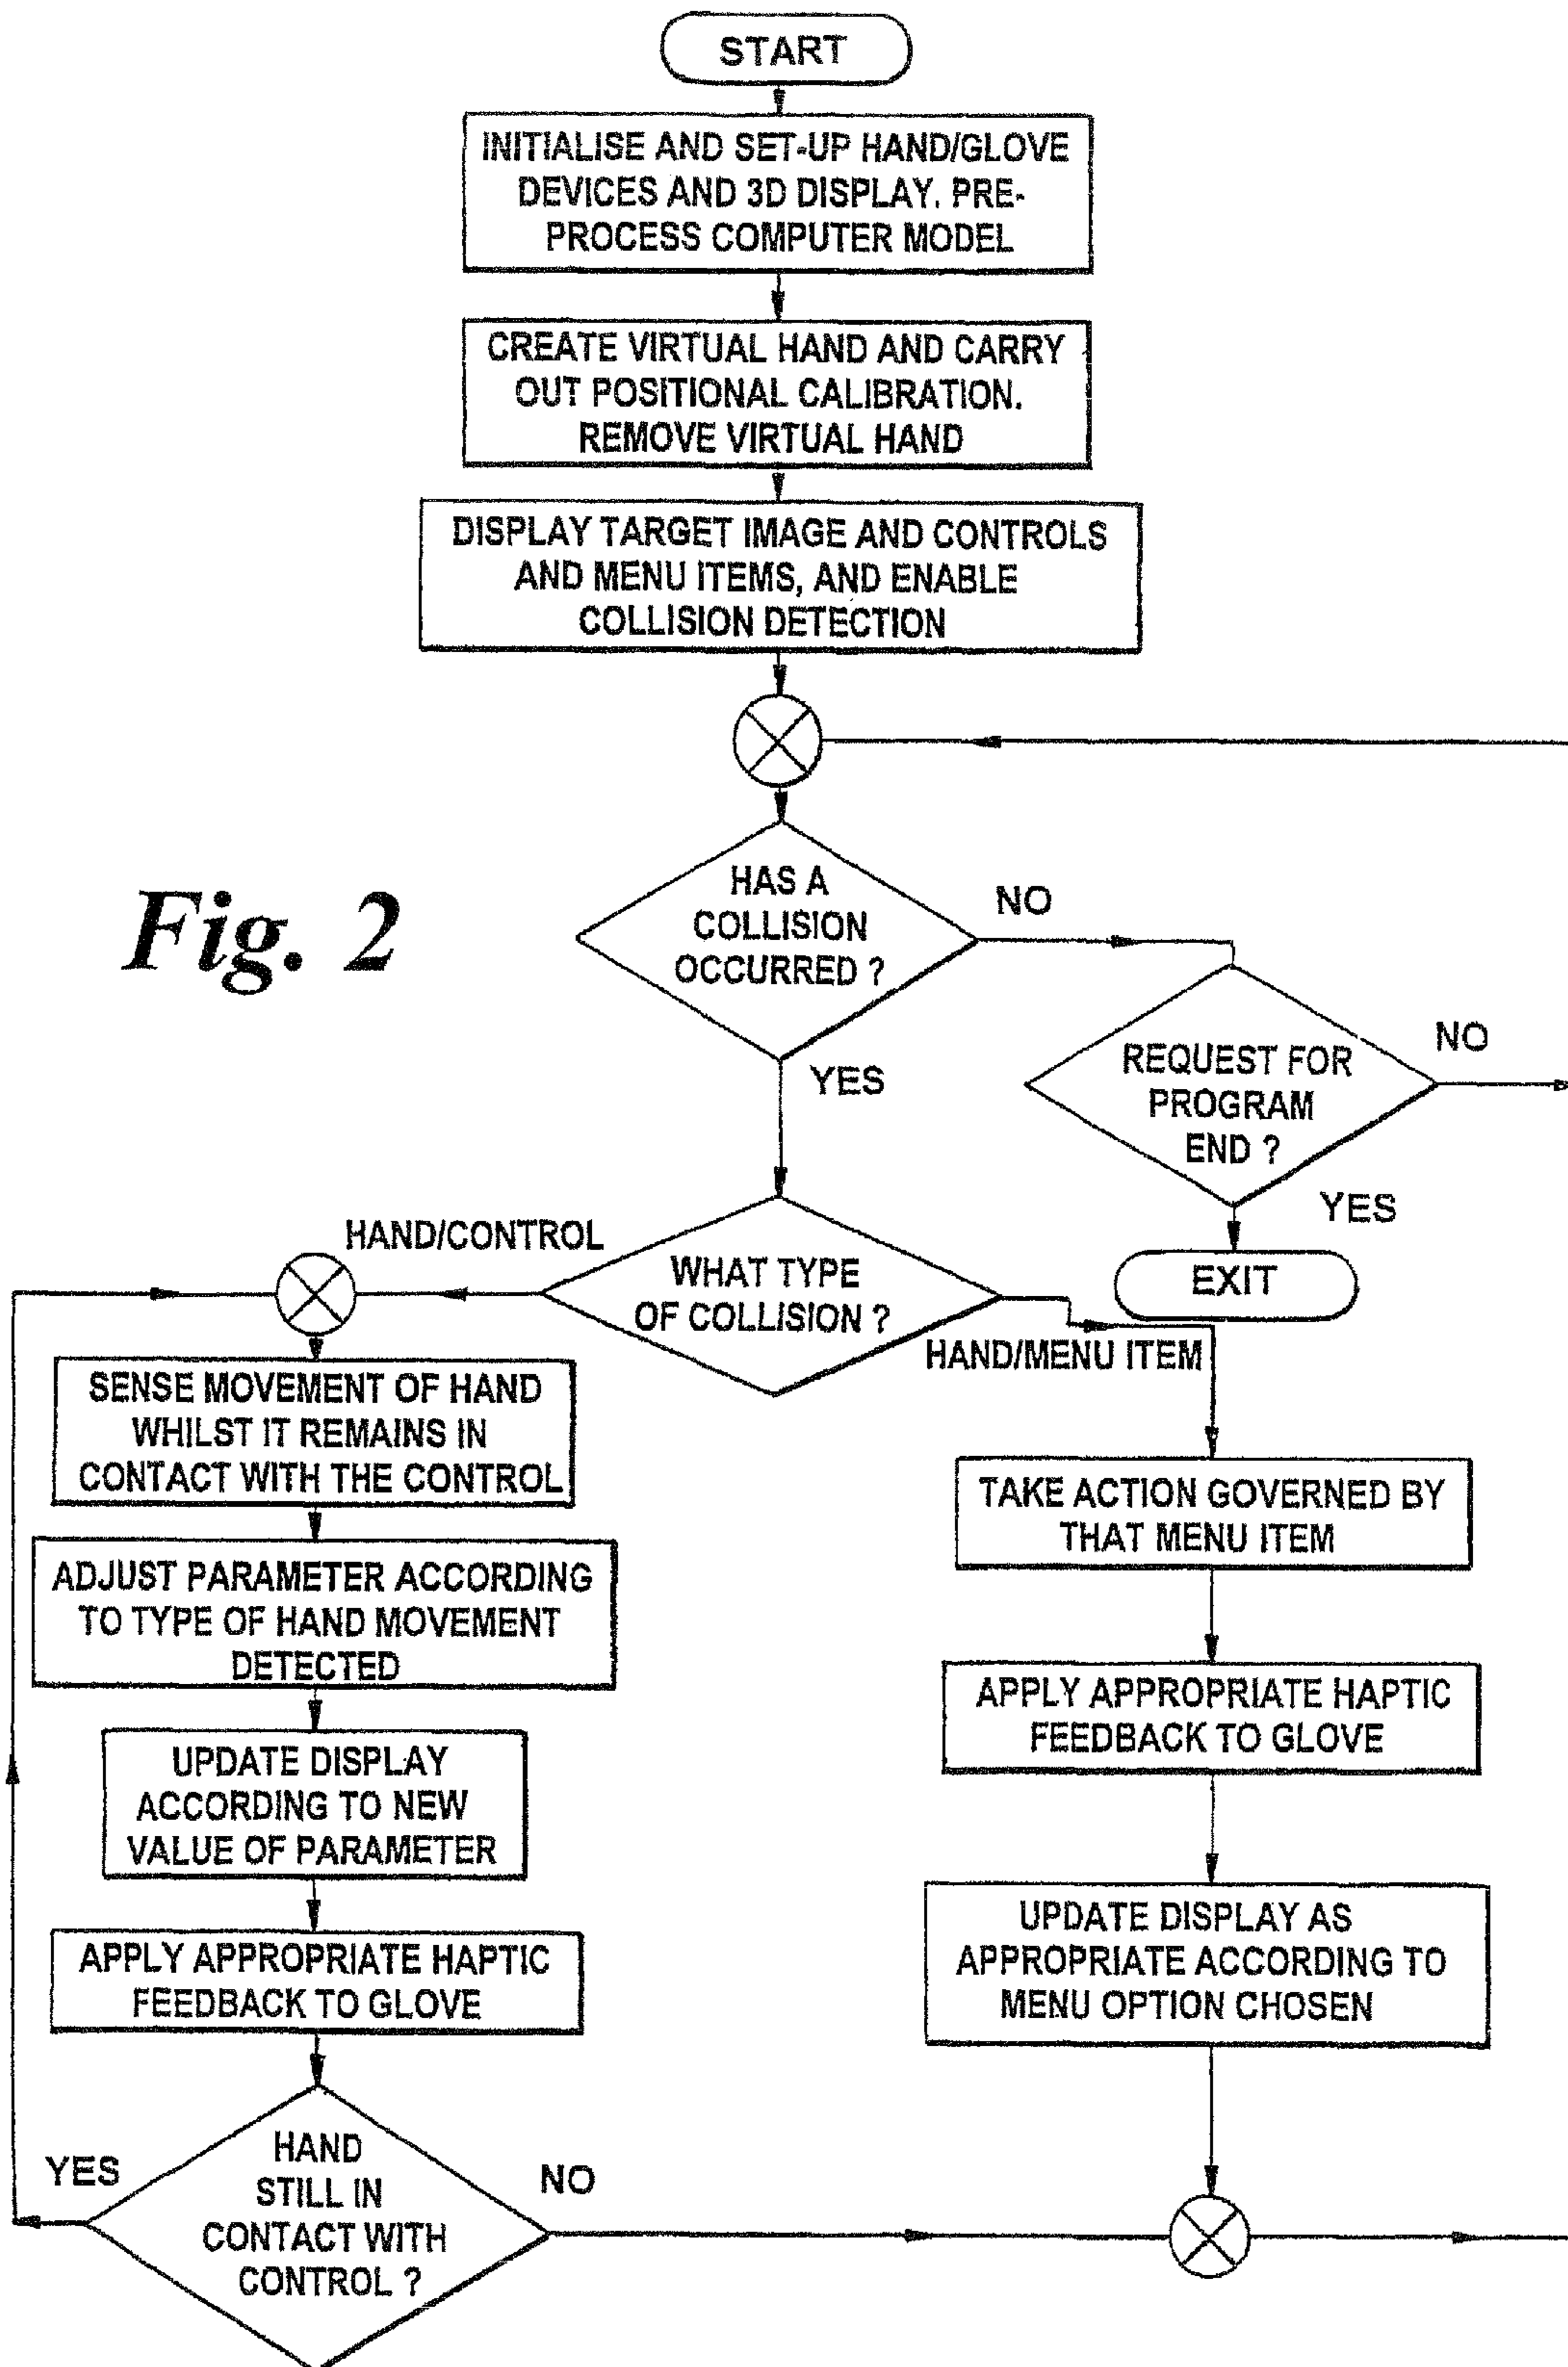 START
INITIALISE AND SET-UP HAND/GLOVE
DEVICES AND 3D DISPLAY. PRE-
PROCESS COMPUTER MODEL
CREATE VIRTUAL HAND AND CARRY
OUT POSITIONAL CALIBRATION.
REMOVE VIRTUAL HAND
DISPLAY TARGET IMAGE AND CONTROLS
AND MENU ITEMS, AND ENABLE
COLLISION DETECTION
Fig. 2
HAS A
COLLISION
OCCURRED ?
NO
YES
REQUEST FOR
PROGRAM
END ?
NO
YES
EXIT
WHAT TYPE
OF COLLISION ?
HAND/CONTROL
HAND/MENU ITEM
SENSE MOVEMENT OF HAND
WHILST IT REMAINS IN
CONTACT WITH THE CONTROL
ADJUST PARAMETER ACCORDING
TO TYPE OF HAND MOVEMENT
DETECTED
UPDATE DISPLAY
ACCORDING TO NEW
VALUE OF PARAMETER
APPLY APPROPRIATE HAPTIC
FEEDBACK TO GLOVE
HAND
STILL IN
CONTACT WITH
CONTROL ?
YES
NO
TAKE ACTION GOVERNED BY
THAT MENU ITEM
APPLY APPROPRIATE HAPTIC
FEEDBACK TO GLOVE
UPDATE DISPLAY AS
APPROPRIATE ACCORDING TO
MENU OPTION CHOSEN